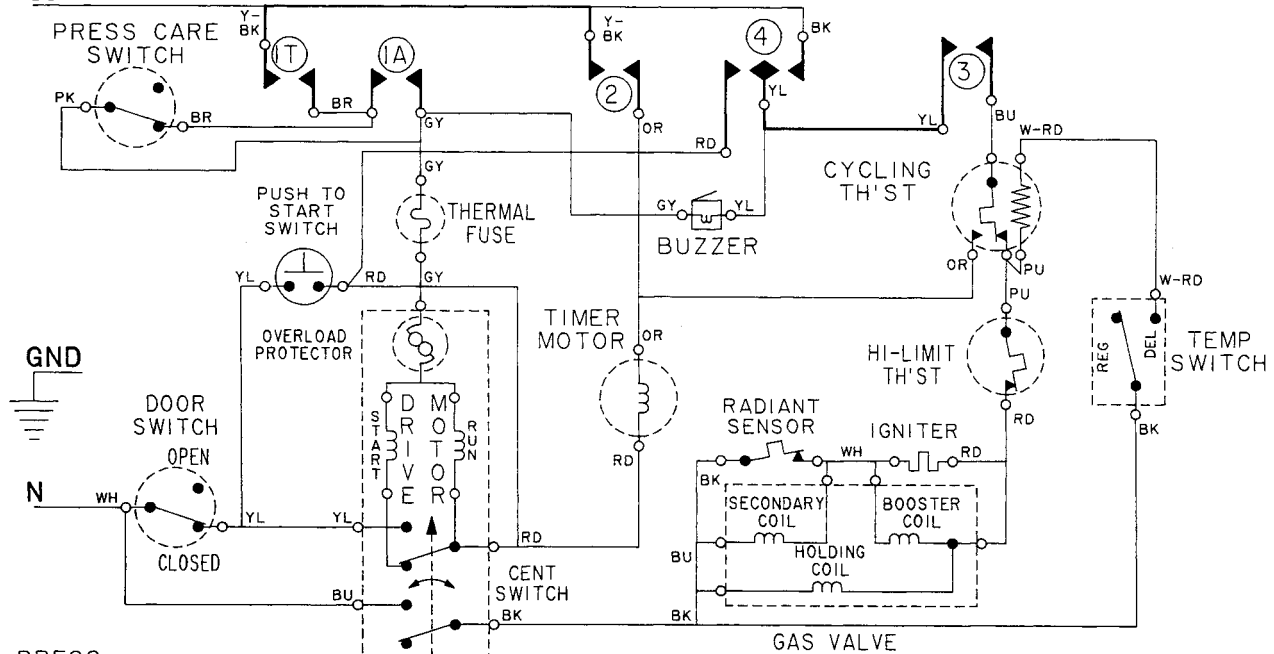 Y-
BK
Y-
BK
BK
PRESS CARE
SWITCH
1T
1A
2
4
3
PK
BR
BR
GY
OR
RD
YL
YL
BU
W-RD
CYCLING
TH'ST
GY
PUSH TO
START
SWITCH
THERMAL
FUSE
GY
YL
BUZZER
YL
RD
GY
OR
PU
PU
W-RD
OVERLOAD
PROTECTOR
TIMER
MOTOR
OR
HI-LIMIT
TH'ST
REG
DEL
TEMP
SWITCH
GND
DOOR
SWITCH
OPEN
START
DRIVE
MOTOR
RUN
RD
RADIANT
SENSOR
IGNITER
RD
BK
N
WH
BK
WH
RD
SECONDARY
COIL
BOOSTER
COIL
YL
YL
RD
CLOSED
BU
HOLDING
COIL
BU
CENT
SWITCH
BK
BK
GAS VALVE